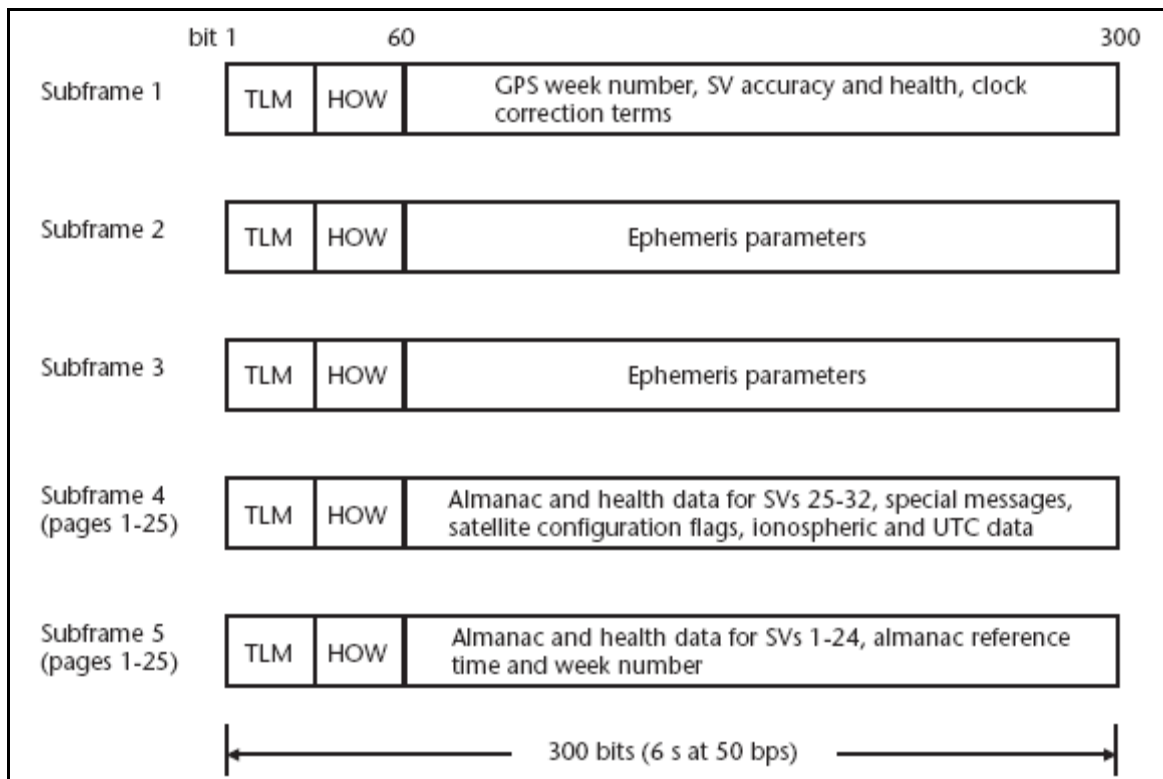 bit 1 60 300
Subframe 1
TLM HOW
GPS week number, SV accuracy and health, clock
correction terms
Subframe 2
TLM HOW Ephemeris parameters
Subframe 3
TLM HOW Ephemeris parameters
Subframe 4
(pages 1-25)
TLM HOW
Almanac and health data for SVs 25-32, special messages,
satellite configuration flags, ionospheric and UTC data
Subframe 5
(pages 1-25)
TLM HOW
Almanac and health data for SVs 1-24, almanac reference
time and week number
300 bits (6 s at 50 bps)